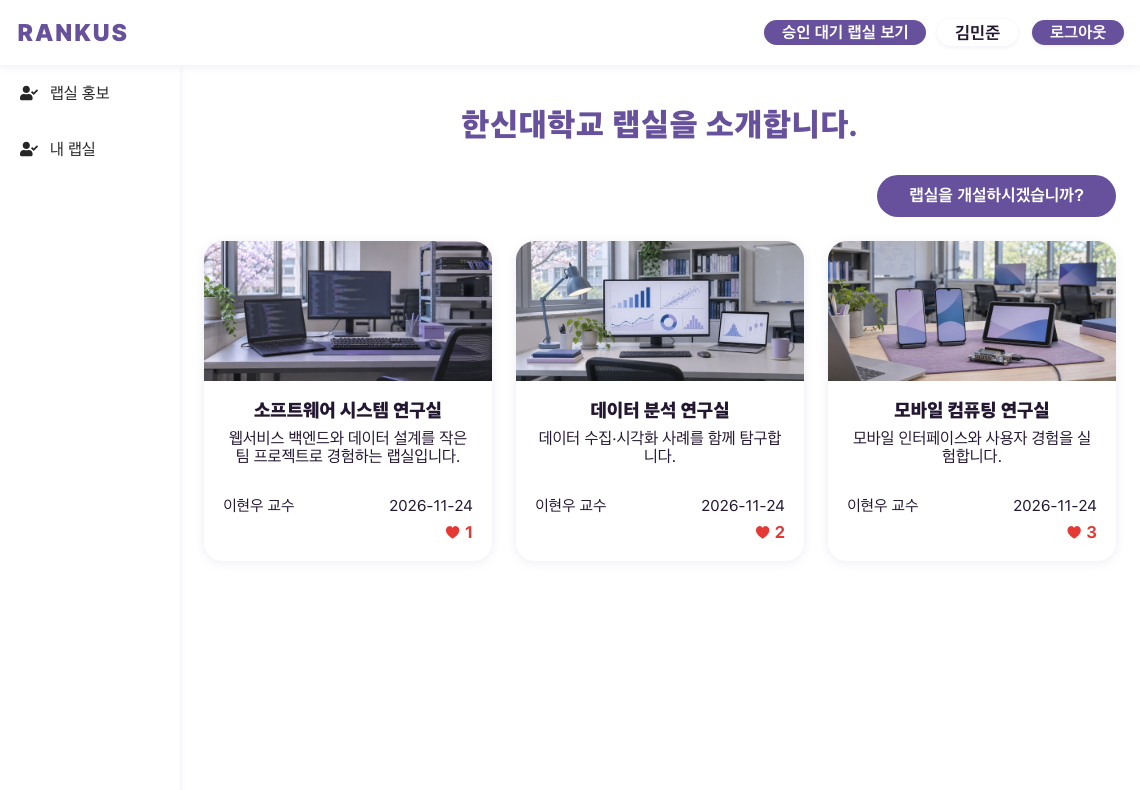 RANKUS
승인 대기 랩실 보기
김민준
로그아웃
랩실 홍보
내 랩실
한신대학교 랩실을 소개합니다.
랩실을 개설하시겠습니까?
소프트웨어 시스템 연구실
웹서비스 백엔드와 데이터 설계를 작은
팀 프로젝트로 경험하는 랩실입니다.
이현우 교수
2026-11-24
1
데이터 분석 연구실
데이터 수집·시각화 사례를 함께 탐구합
니다.
이현우 교수
2026-11-24
2
모바일 컴퓨팅 연구실
모바일 인터페이스와 사용자 경험을 실
험합니다.
이현우 교수
2026-11-24
3